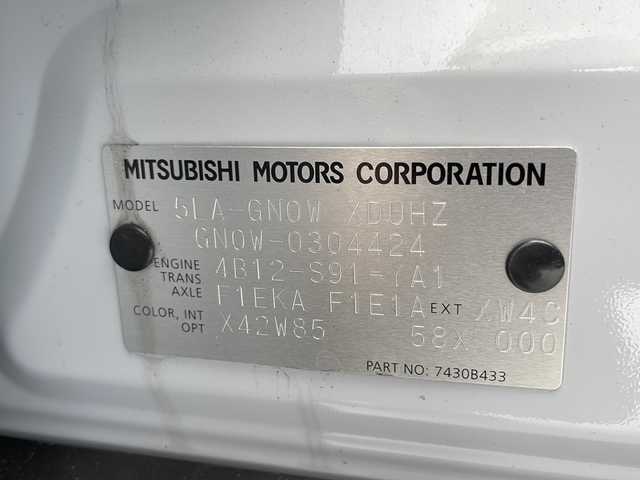 MITSUBISHI MOTORS CORPORATION
MODEL 5LA-GN0W XDUHZ
GN0W-0304424
ENGINE 4B12-S91-YA1
TRANS AXLE F1EKA F1E1A EXT XW4C
COLOR, INT OPT X42W85 58X 000
PART NO: 7430B433